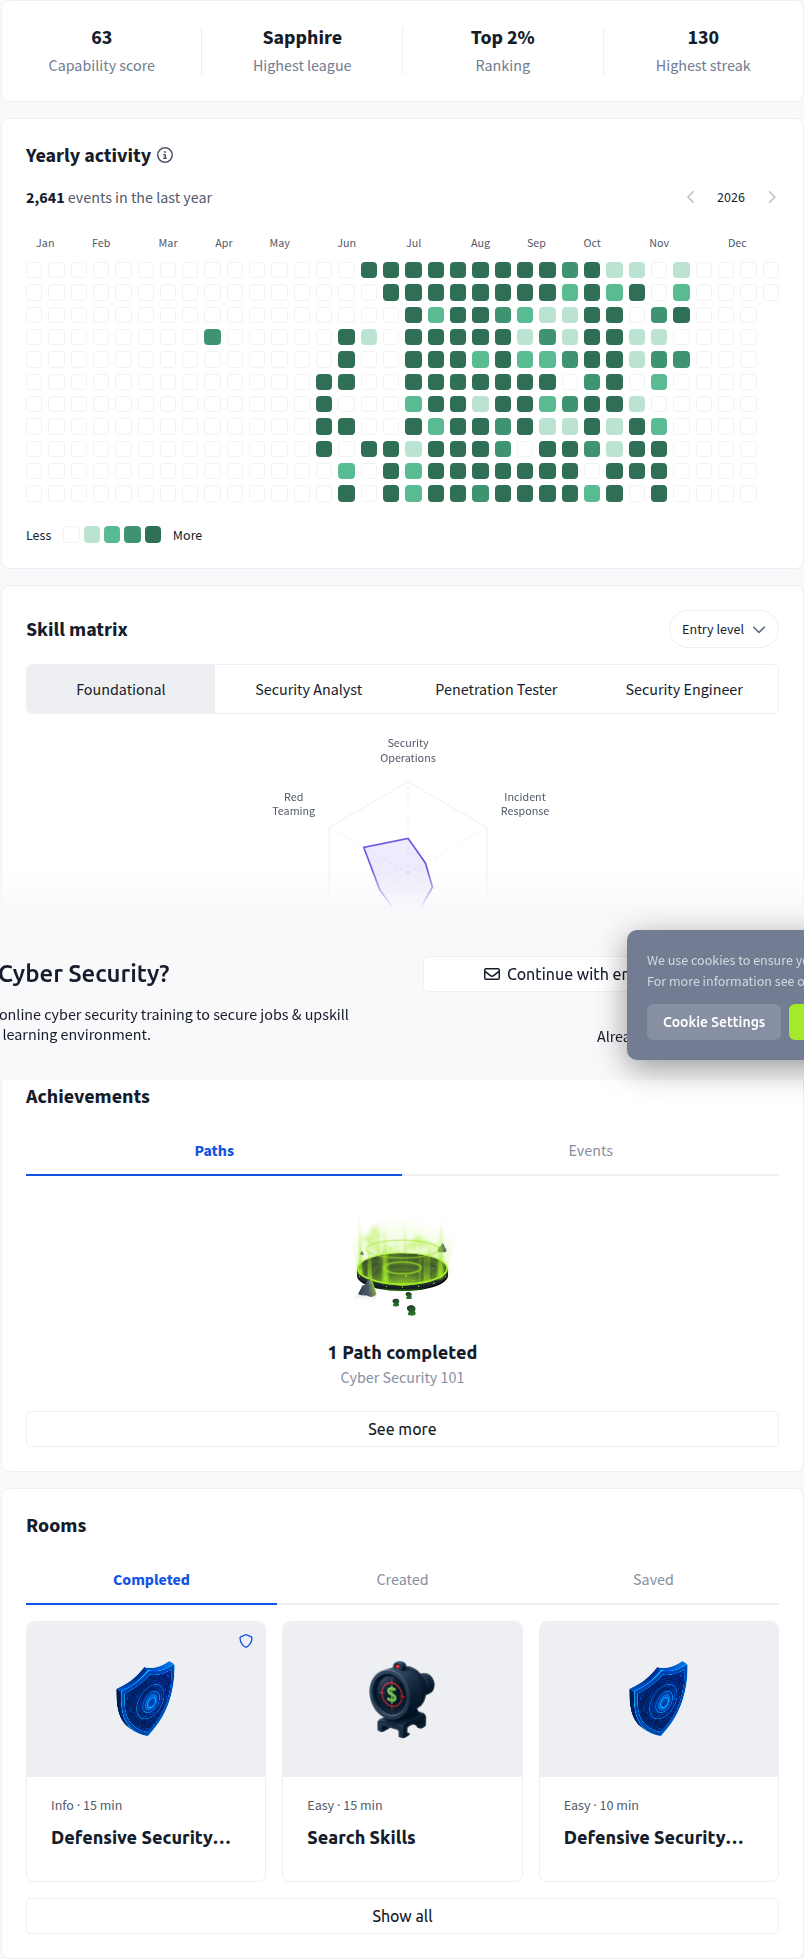 63 Sapphire Top 2% 130
Capability score Highest league Ranking Highest streak
Yearly activity
2,641 events in the last year 2026
Jan Feb Mar Apr May Jun Jul Aug Sep Oct Nov Dec
Less More
Skill matrix Entry level
Foundational Security Analyst Penetration Tester Security Engineer
Security
Operations
Red
Teaming
Incident
Response
Cyber Security?
Continue with
We use cookies to ensure
For more information see
online cyber security training to secure jobs & upskill
learning environment.
Cookie Settings
Achievements
Paths Events
1 Path completed
Cyber Security 101
See more
Rooms
Completed Created Saved
Info · 15 min
Defensive Security...
Easy · 15 min
Search Skills
Easy · 10 min
Defensive Security...
Show all